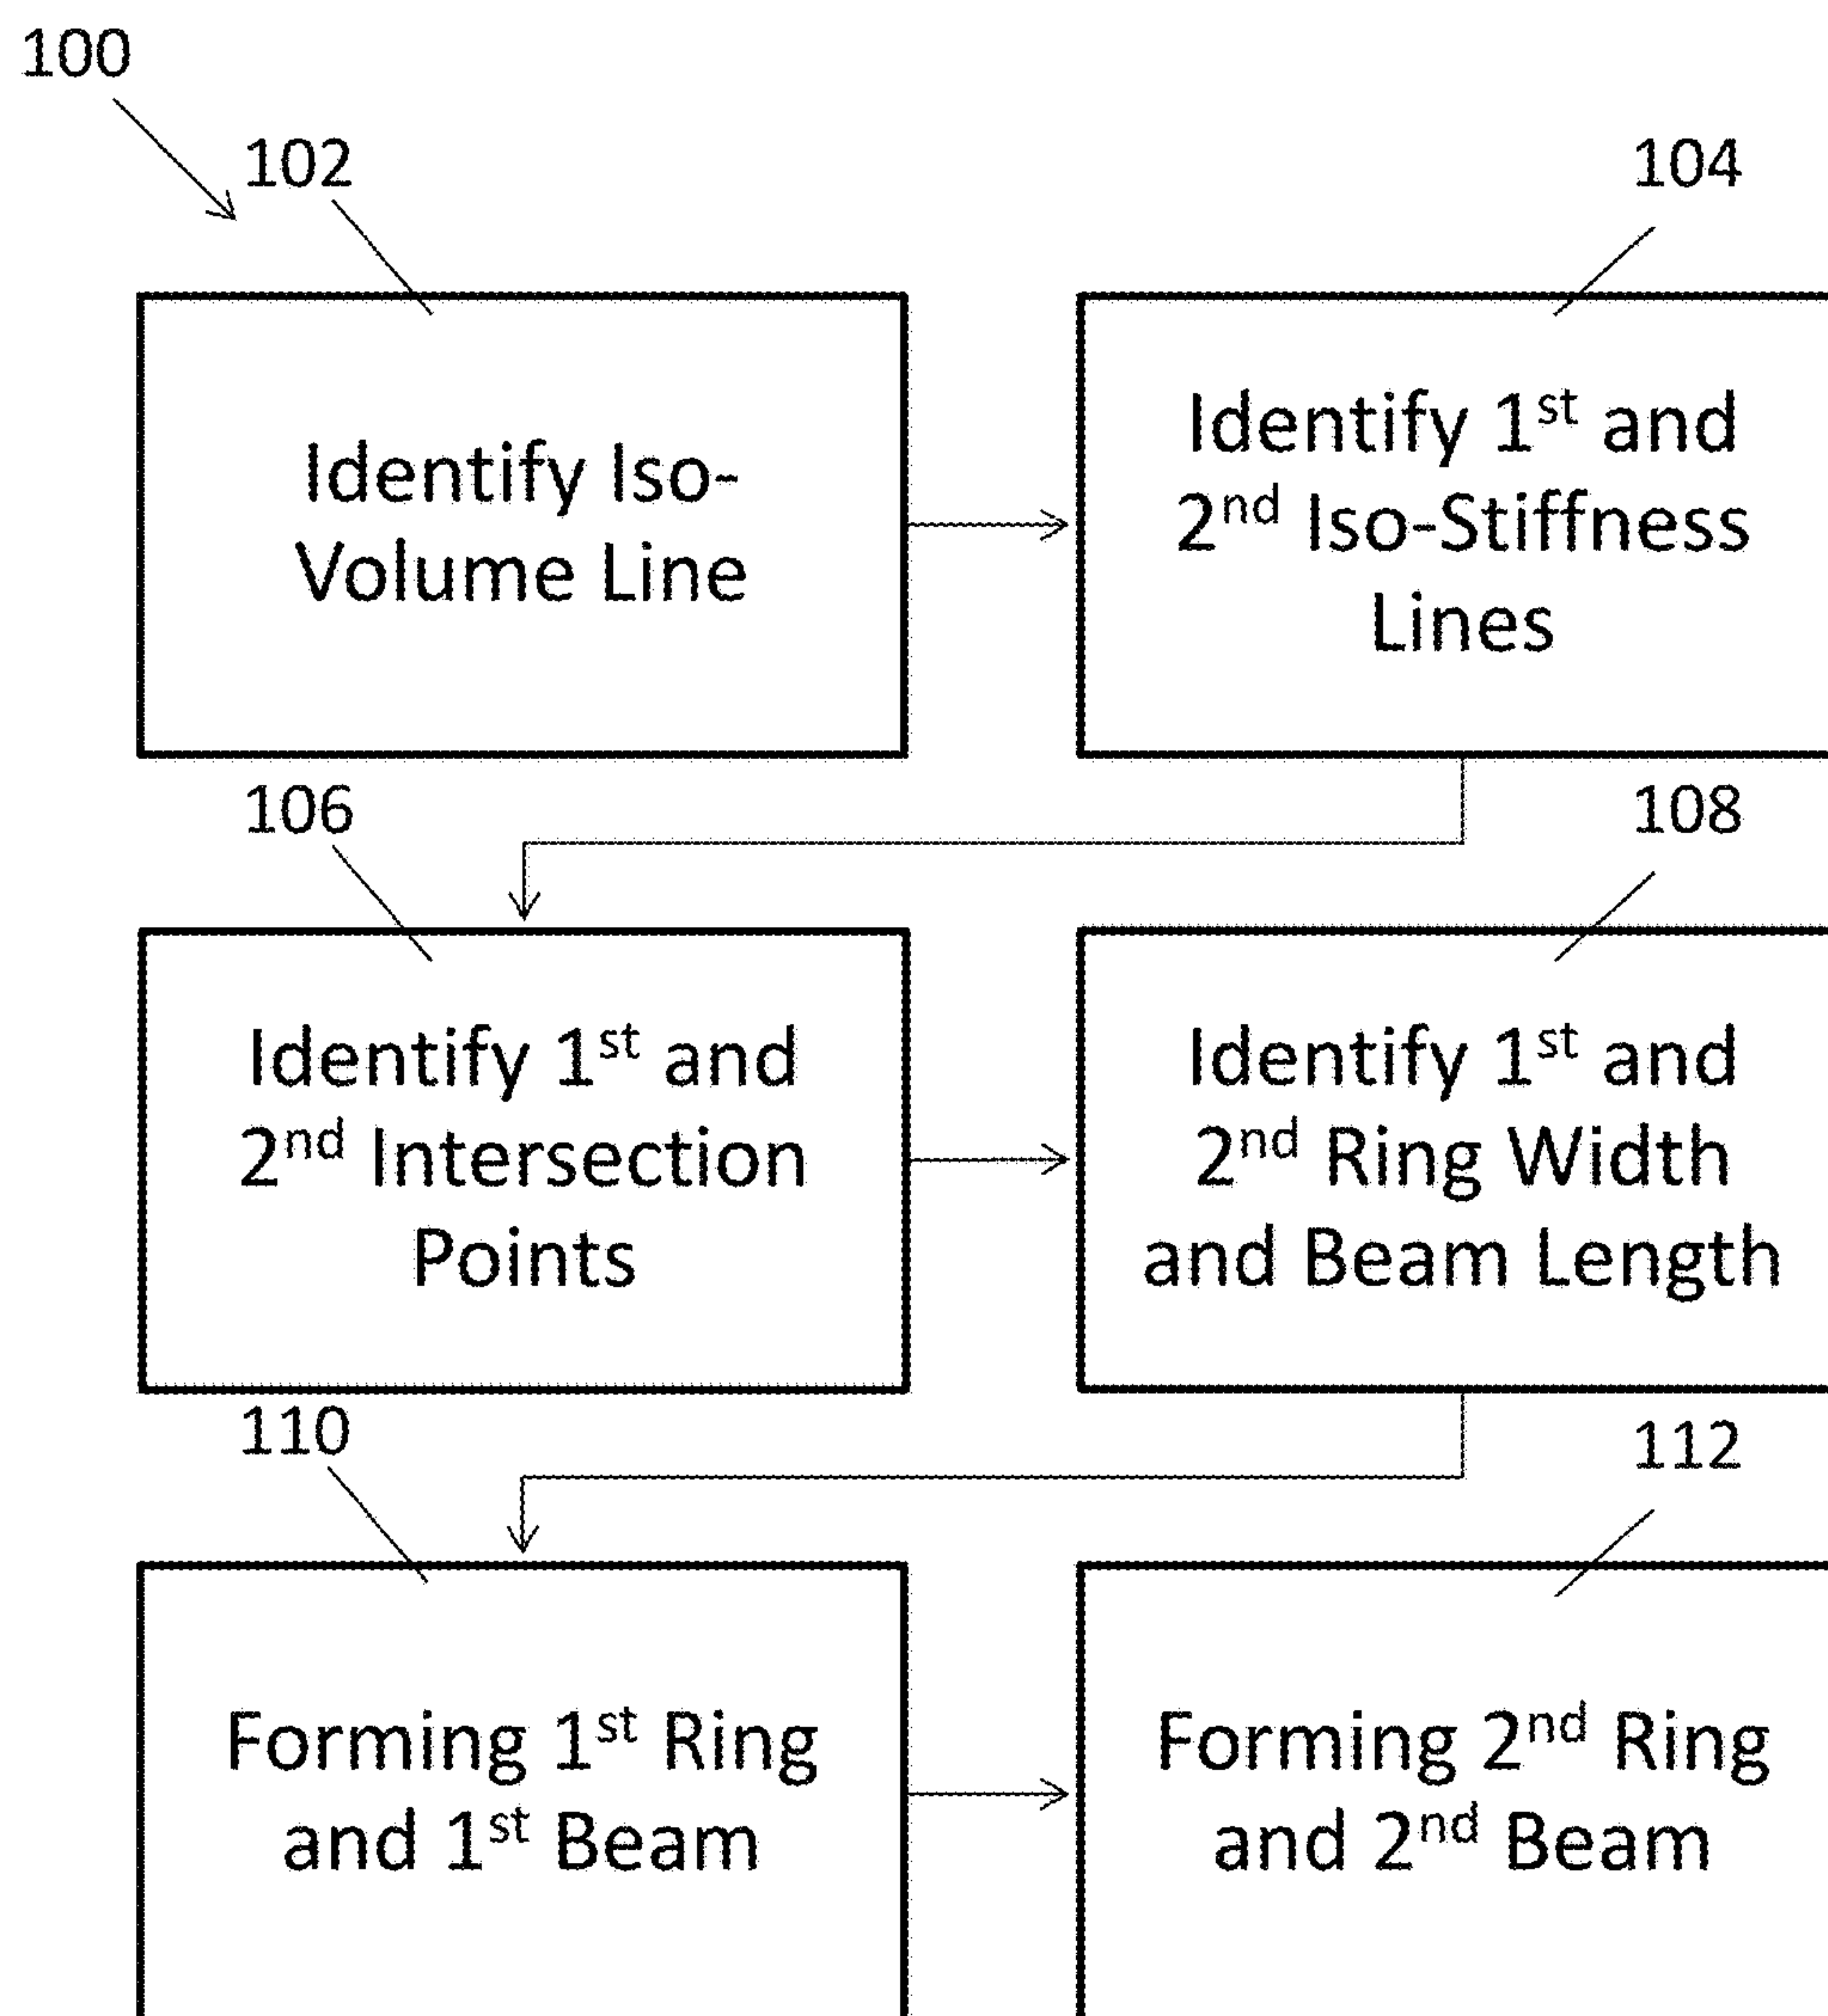 100
102
104
Identify Iso-
Volume Line
Identify 1st and
2nd Iso-Stiffness
Lines
106
108
Identify 1st and
2nd Intersection
Points
Identify 1st and
2nd Ring Width
and Beam Length
110
112
Forming 1st Ring
and 1st Beam
Forming 2nd Ring
and 2nd Beam